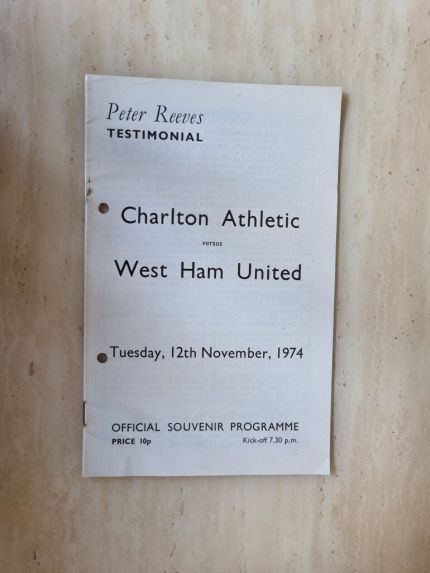 Peter Reeves
TESTIMONIAL
Charlton Athletic
versus
West Ham United
Tuesday, 12th November, 1974
OFFICIAL SOUVENIR PROGRAMME
PRICE 10p Kick-off 7.30 p.m.